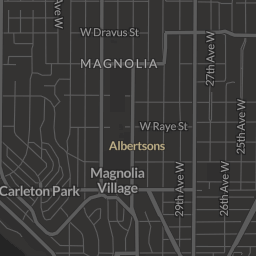 Ave W
W Dravus St
MAGNOLIA
27th Ave W
W Raye St
25th Ave W
Albertsons
Magnolia
Village
Carleton Park
29th Ave W
26th Ave W